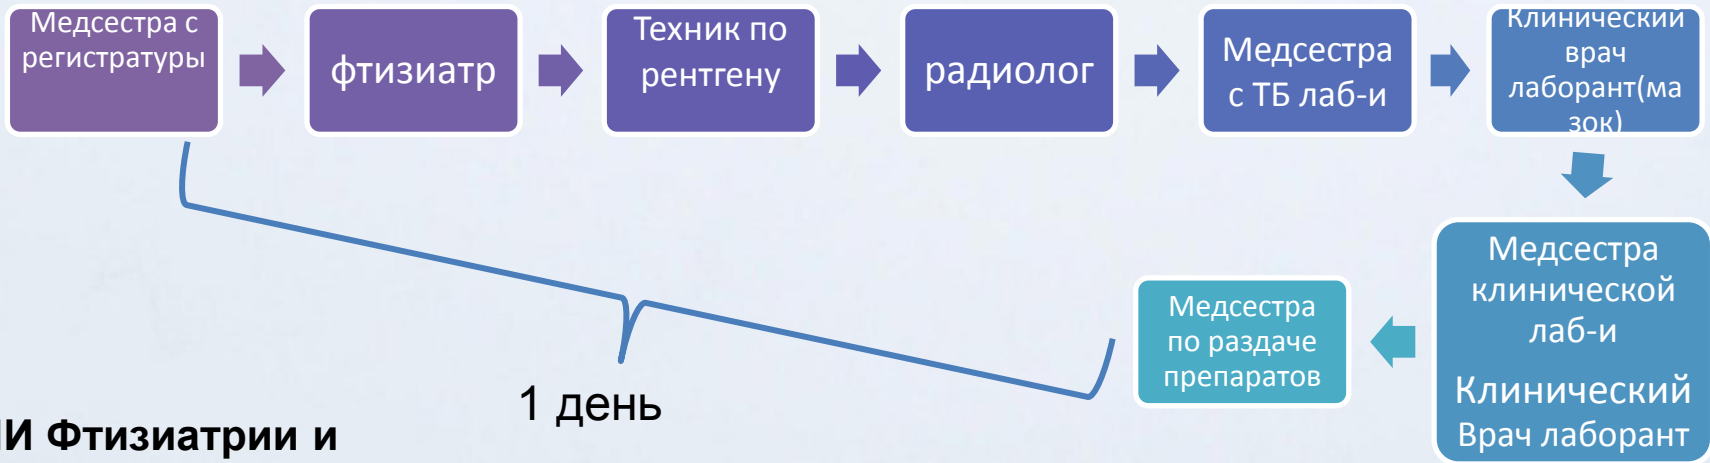 Медсестра с
регистратуры
фтизиатр
Техник по
рентгену
радиолог
Медсестра
с ТБ лаб-и
Клинический
врач
лаборант(ма
зок)
Медсестра
клинической
лаб-и
Клинический
Врач лаборант
Медсестра
по раздаче
препаратов
1 день
Фтизиатрии и